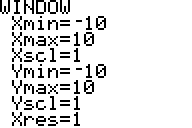 WINDOW
Xmin=-10
Xmax=10
Xscl=1
Ymin=-10
Ymax=10
Yscl=1
Xres=1